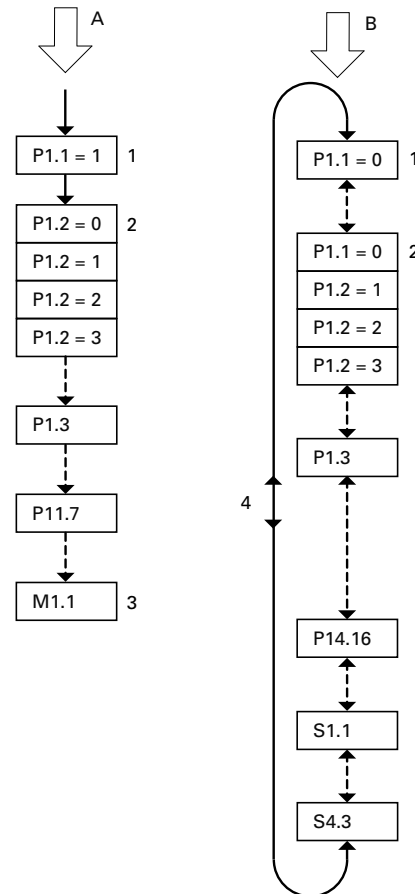 A
P1.1 = 1 1
P1.2 = 0 2
P1.2 = 1
P1.2 = 2
P1.2 = 3
P1.3
P11.7
M1.1 3
B
P1.1 = 0 1
P1.1 = 0 2
P1.2 = 1
P1.2 = 2
P1.2 = 3
P1.3
4
P14.16
S1.1
S4.3